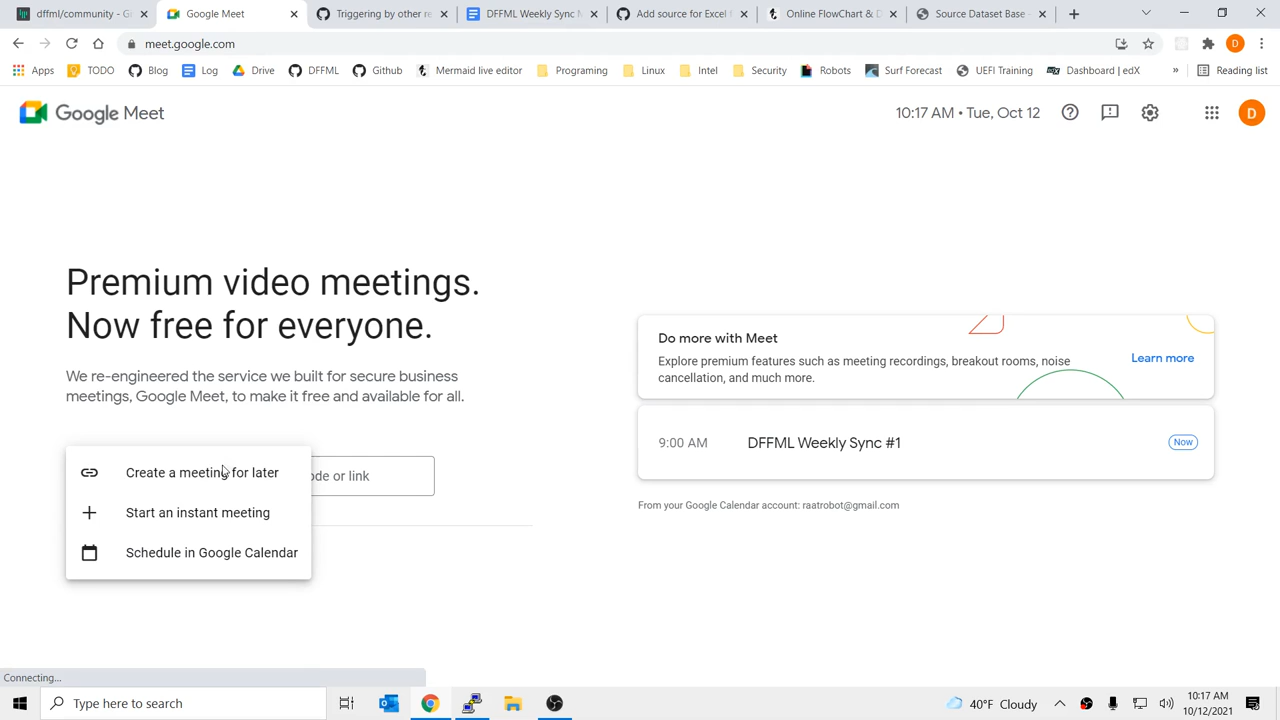 dffml/community - G
Google Meet
Triggering by other re
DFFML Weekly Sync M
Add source for Excel F
Online FlowChart & D
Source Dataset Base -
meet.google.com
D
Apps
TODO
Blog
Log
Drive
DFFML
Github
Mermaid live editor
Programing
Linux
Intel
Security
Robots
Surf Forecast
UEFI Training
Dashboard | edX
»
Reading list
Google Meet
10:17 AM • Tue, Oct 12
D
Premium video meetings.
Now free for everyone.
We re-engineered the service we built for secure business
meetings, Google Meet, to make it free and available for all.
Create a meeting for later
ode or link
Start an instant meeting
Schedule in Google Calendar
Do more with Meet
Explore premium features such as meeting recordings, breakout rooms, noise
cancellation, and much more.
Learn more
9:00 AM
DFFML Weekly Sync #1
Now
From your Google Calendar account: raatrobot@gmail.com
Connecting...
Type here to search
40°F Cloudy
10:17 AM
10/12/2021